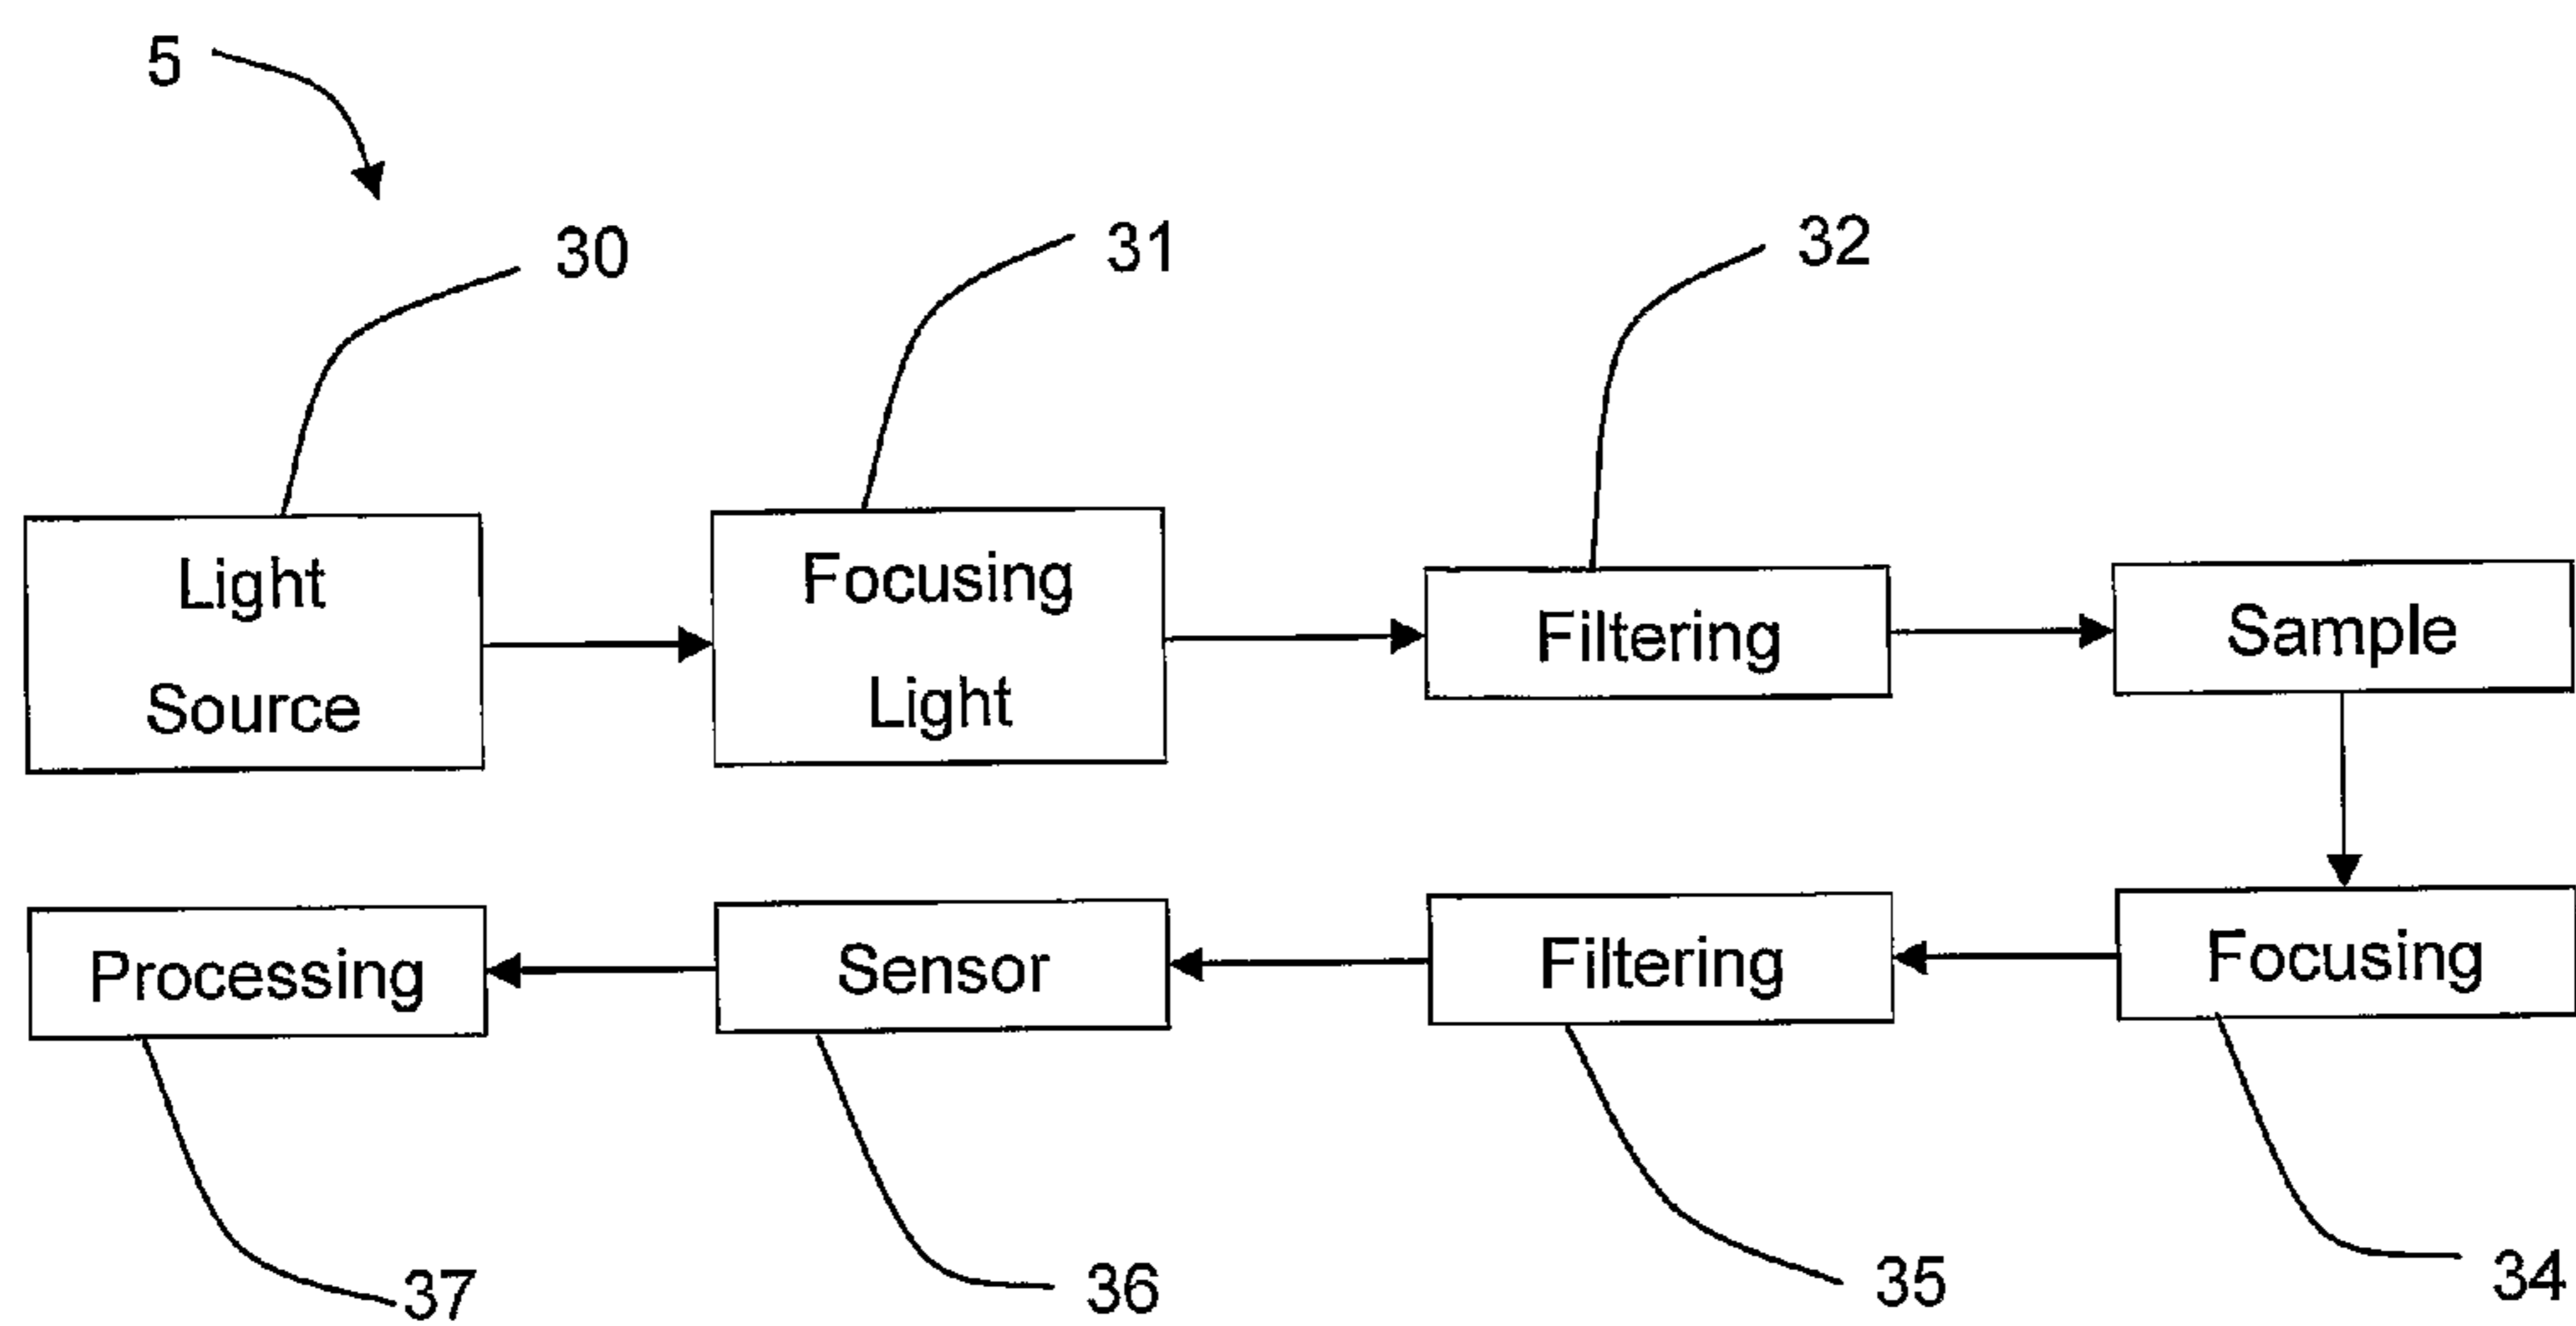 5
30
31
32
Light
Source
Focusing
Light
Filtering
Sample
Processing
Sensor
Filtering
Focusing
37
36
35
34